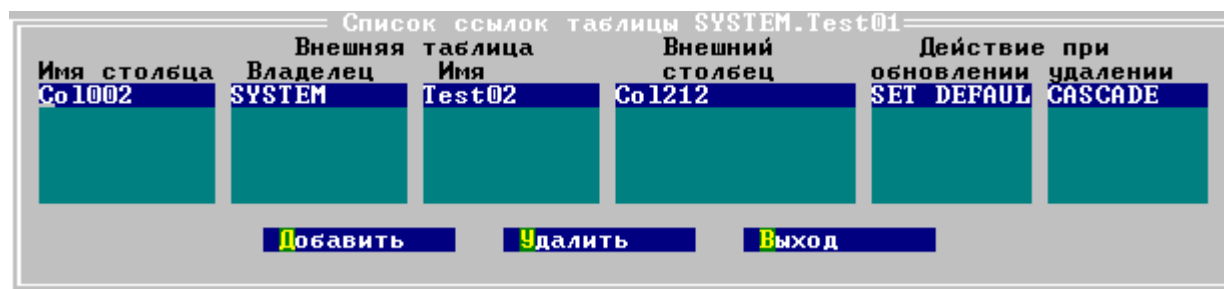 Список ссылок таблицы SYSTEM.Test01
Внешняя таблица Внешний Действие при
Имя столбца Владелец Имя столбец обновлении удалении
Col002 SYSTEM Test02 Col212 SET DEFAUL CASCADE
Добавить Удалить Выход